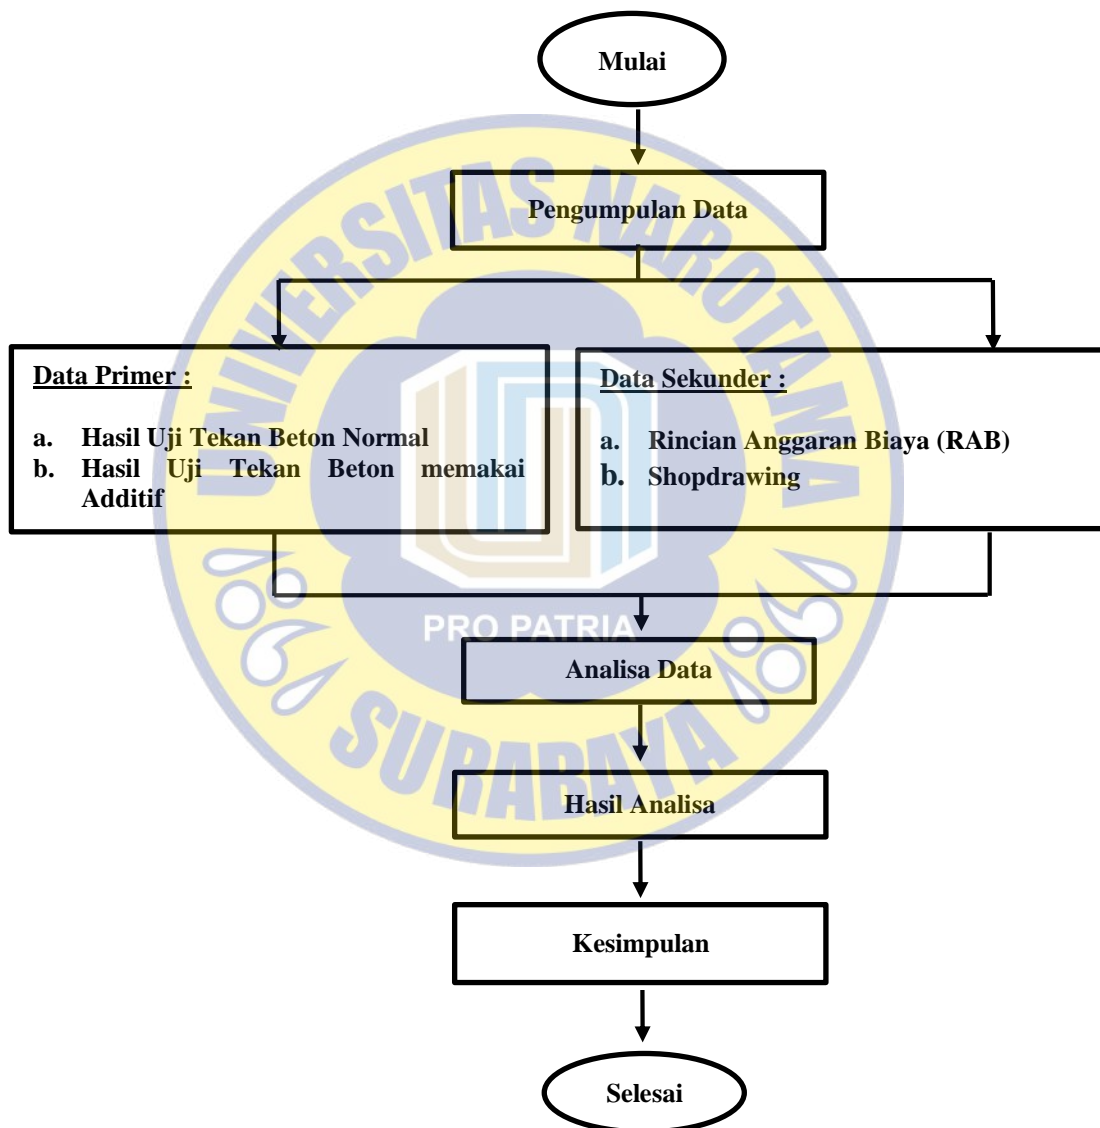 Mulai
Pengumpulan Data
Data Primer :
a. Hasil Uji Tekan Beton Normal
b. Hasil Uji Tekan Beton memakai
Additif
Data Sekunder :
a. Rincian Anggaran Biaya (RAB)
b. Shopdrawing
Analisa Data
Hasil Analisa
Kesimpulan
Selesai
UNIVERSITAS NAROTAMA
PRO PATRIA
SURABAYA